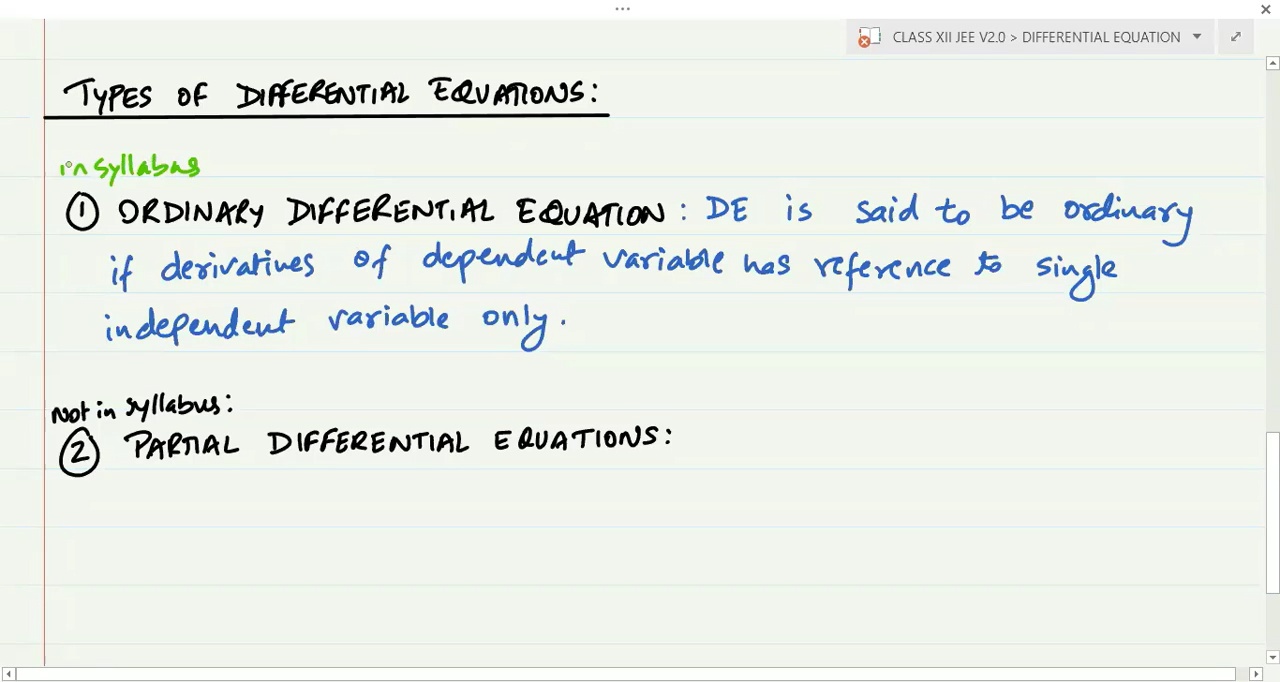 CLASS XII JEE V2.0 > DIFFERENTIAL EQUATION
TYPES OF DIFFERENTIAL EQUATIONS:
in syllabus
① ORDINARY DIFFERENTIAL EQUATION: DE is said to be ordinary
if derivatives of dependent variable has reference to single
independent variable only.
Not in syllabus:
② PARTIAL DIFFERENTIAL EQUATIONS: